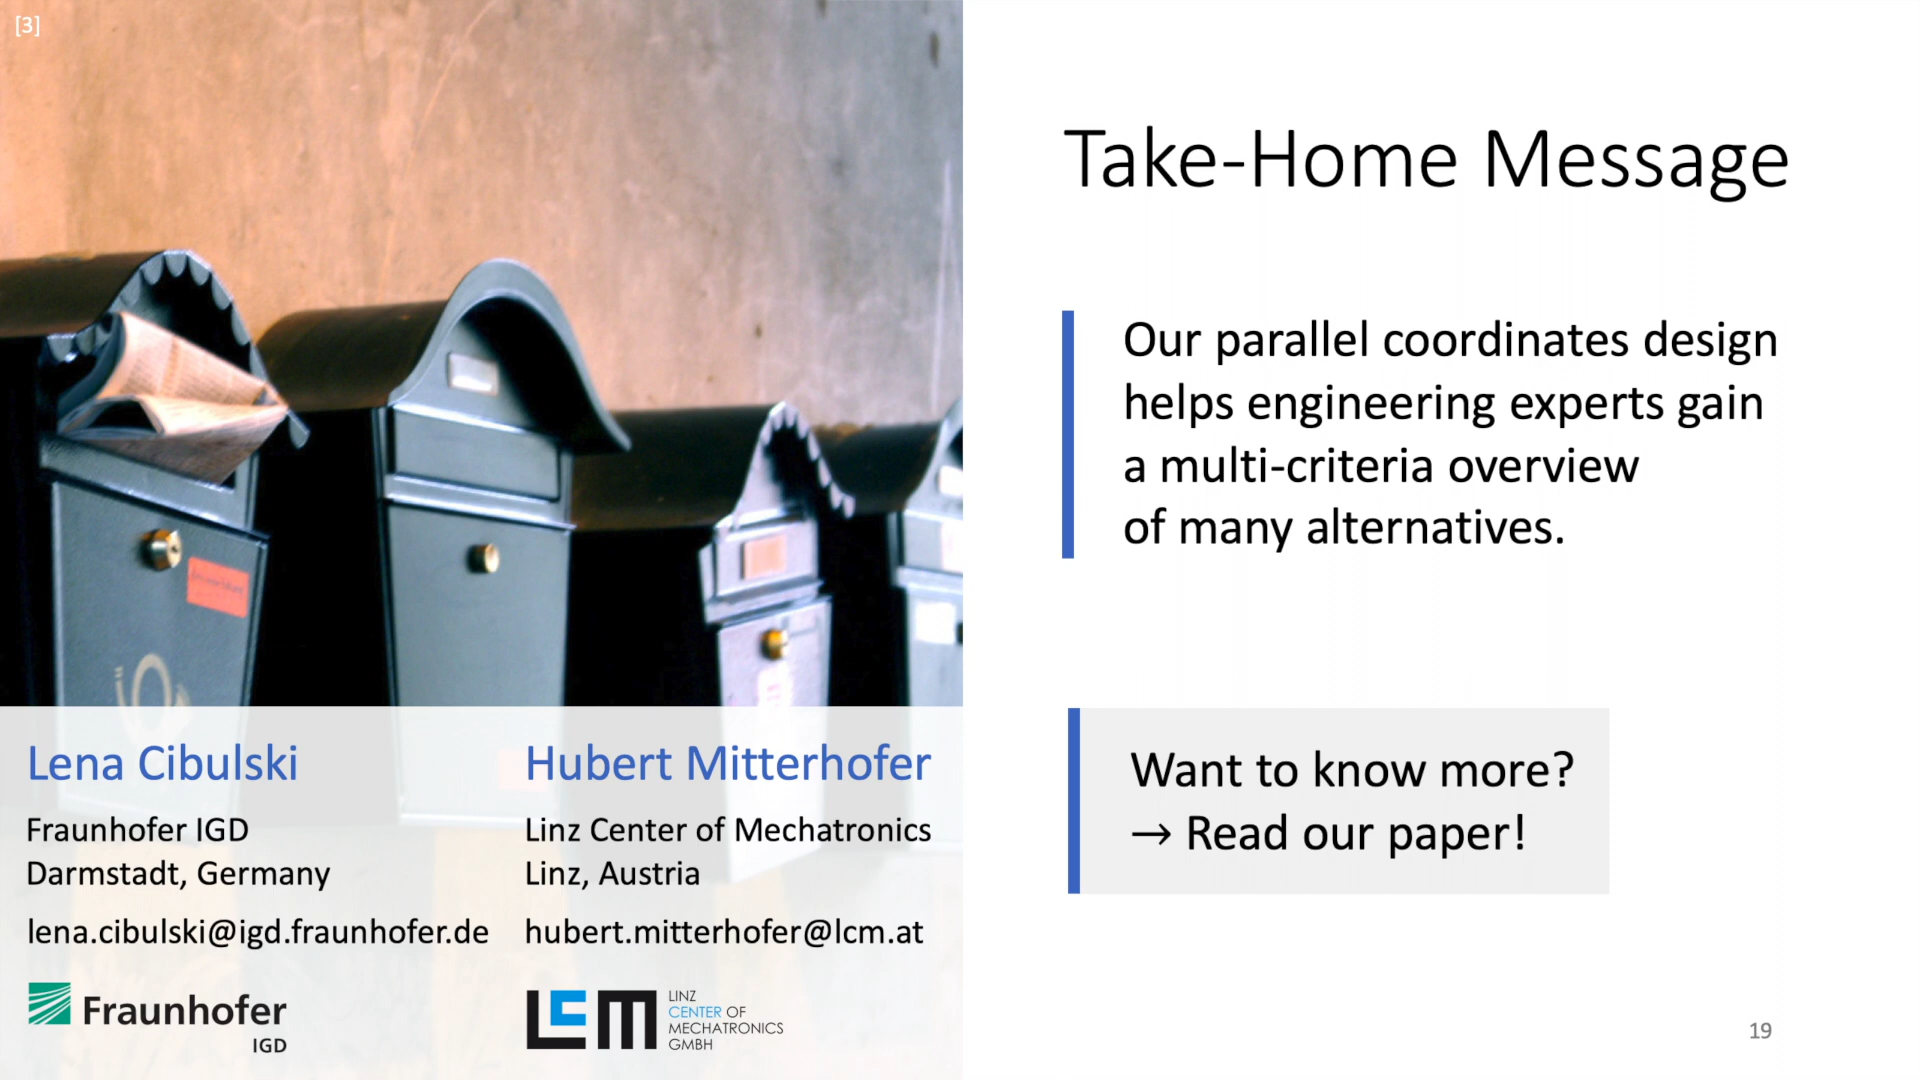 [3]
Take-Home Message
Our parallel coordinates design
helps engineering experts gain
a multi-criteria overview
of many alternatives.
Want to know more?
→ Read our paper!
Lena Cibulski
Fraunhofer IGD
Darmstadt, Germany
lena.cibulski@igd.fraunhofer.de
Fraunhofer
IGD
Hubert Mitterhofer
Linz Center of Mechatronics
Linz, Austria
hubert.mitterhofer@lcm.at
LCM
LINZ
CENTER OF
MECHATRONICS
GMBH
19